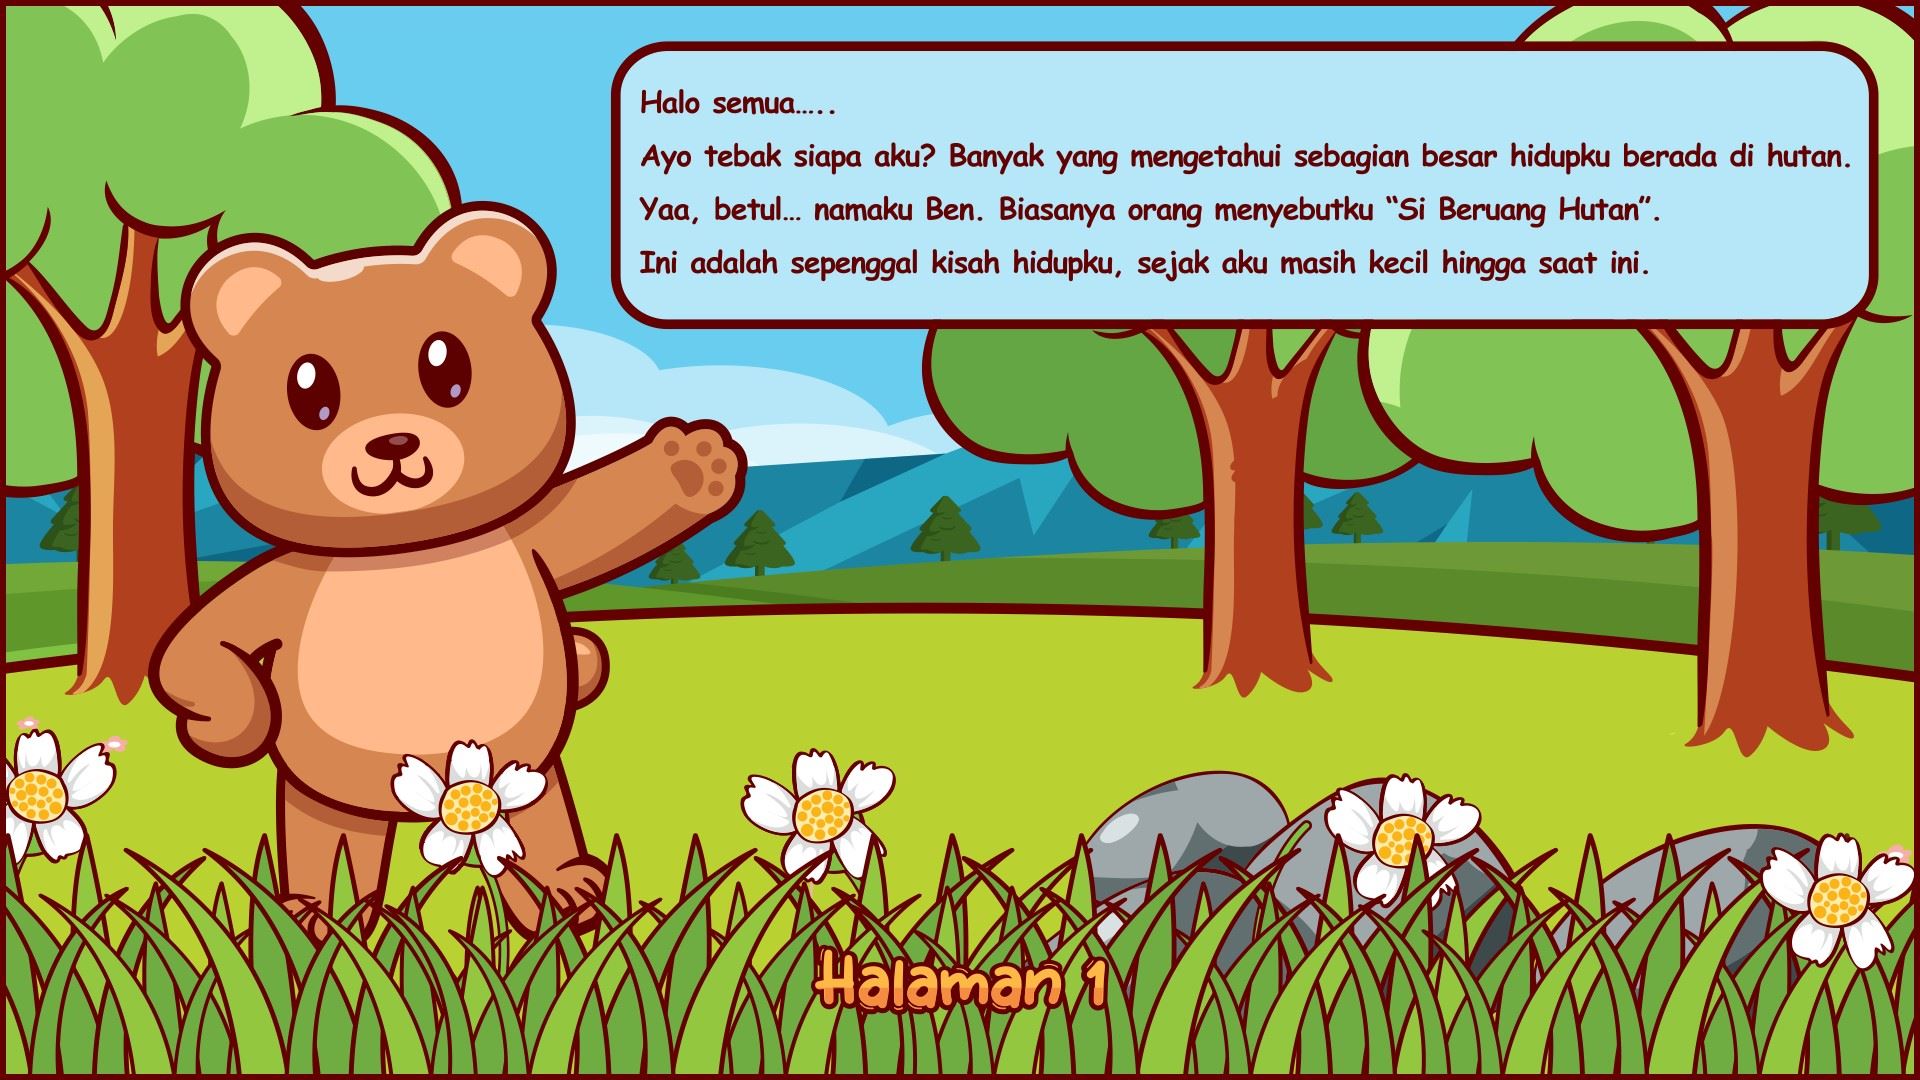 Halo semua.....
Ayo tebak siapa aku? Banyak yang mengetahui sebagian besar hidupku berada di hutan.
Yaa, betul... namaku Ben. Biasanya orang menyebutku “Si Beruang Hutan”.
Ini adalah sepenggal kisah hidupku, sejak aku masih kecil hingga saat ini.
Halaman 1